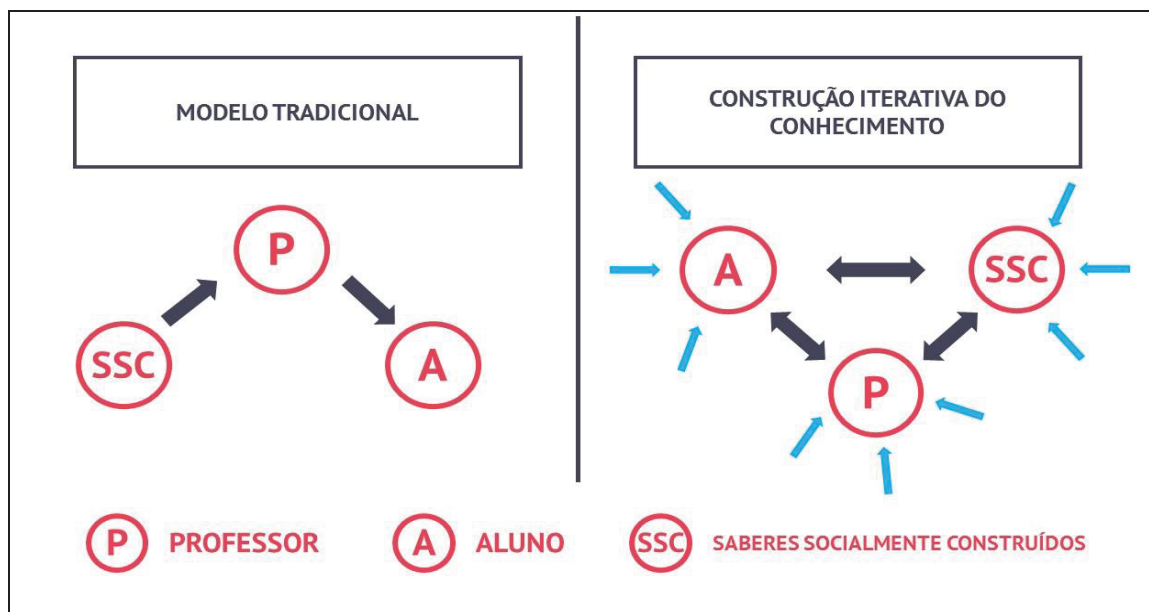 MODELO TRADICIONAL
P
SSC
A
CONSTRUÇÃO ITERATIVA DO
CONHECIMENTO
A
SSC
P
P PROFESSOR
A ALUNO
SSC SABERES SOCIALMENTE CONSTRUÍDOS